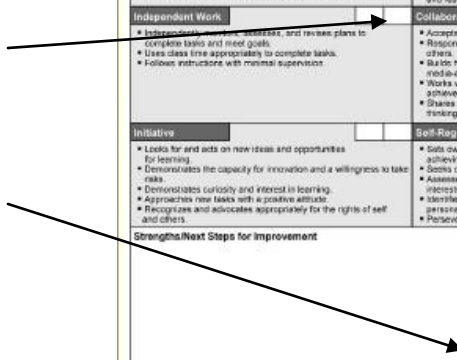 Independent Work
Collabor
• Independently monitors, assesses, and revises plans to
complete tasks and meet goals.
• Uses class time appropriately to complete tasks.
• Follows instructions with minimal supervision.
• Accepts
• Respon
others.
• Builds h
media-a
• Works w
achieve
• Shares
thinking
Initiative
Self-Reg
• Looks for and acts on new ideas and opportunities
for learning.
• Demonstrates the capacity for innovation and a willingness to take
risks.
• Demonstrates curiosity and interest in learning.
• Approaches new tasks with a positive attitude.
• Recognizes and advocates appropriately for the rights of self
and others.
• Sets ow
achievin
• Seeks c
• Assesse
interests
• Identifie
persona
• Perseve
Strengths/Next Steps for Improvement